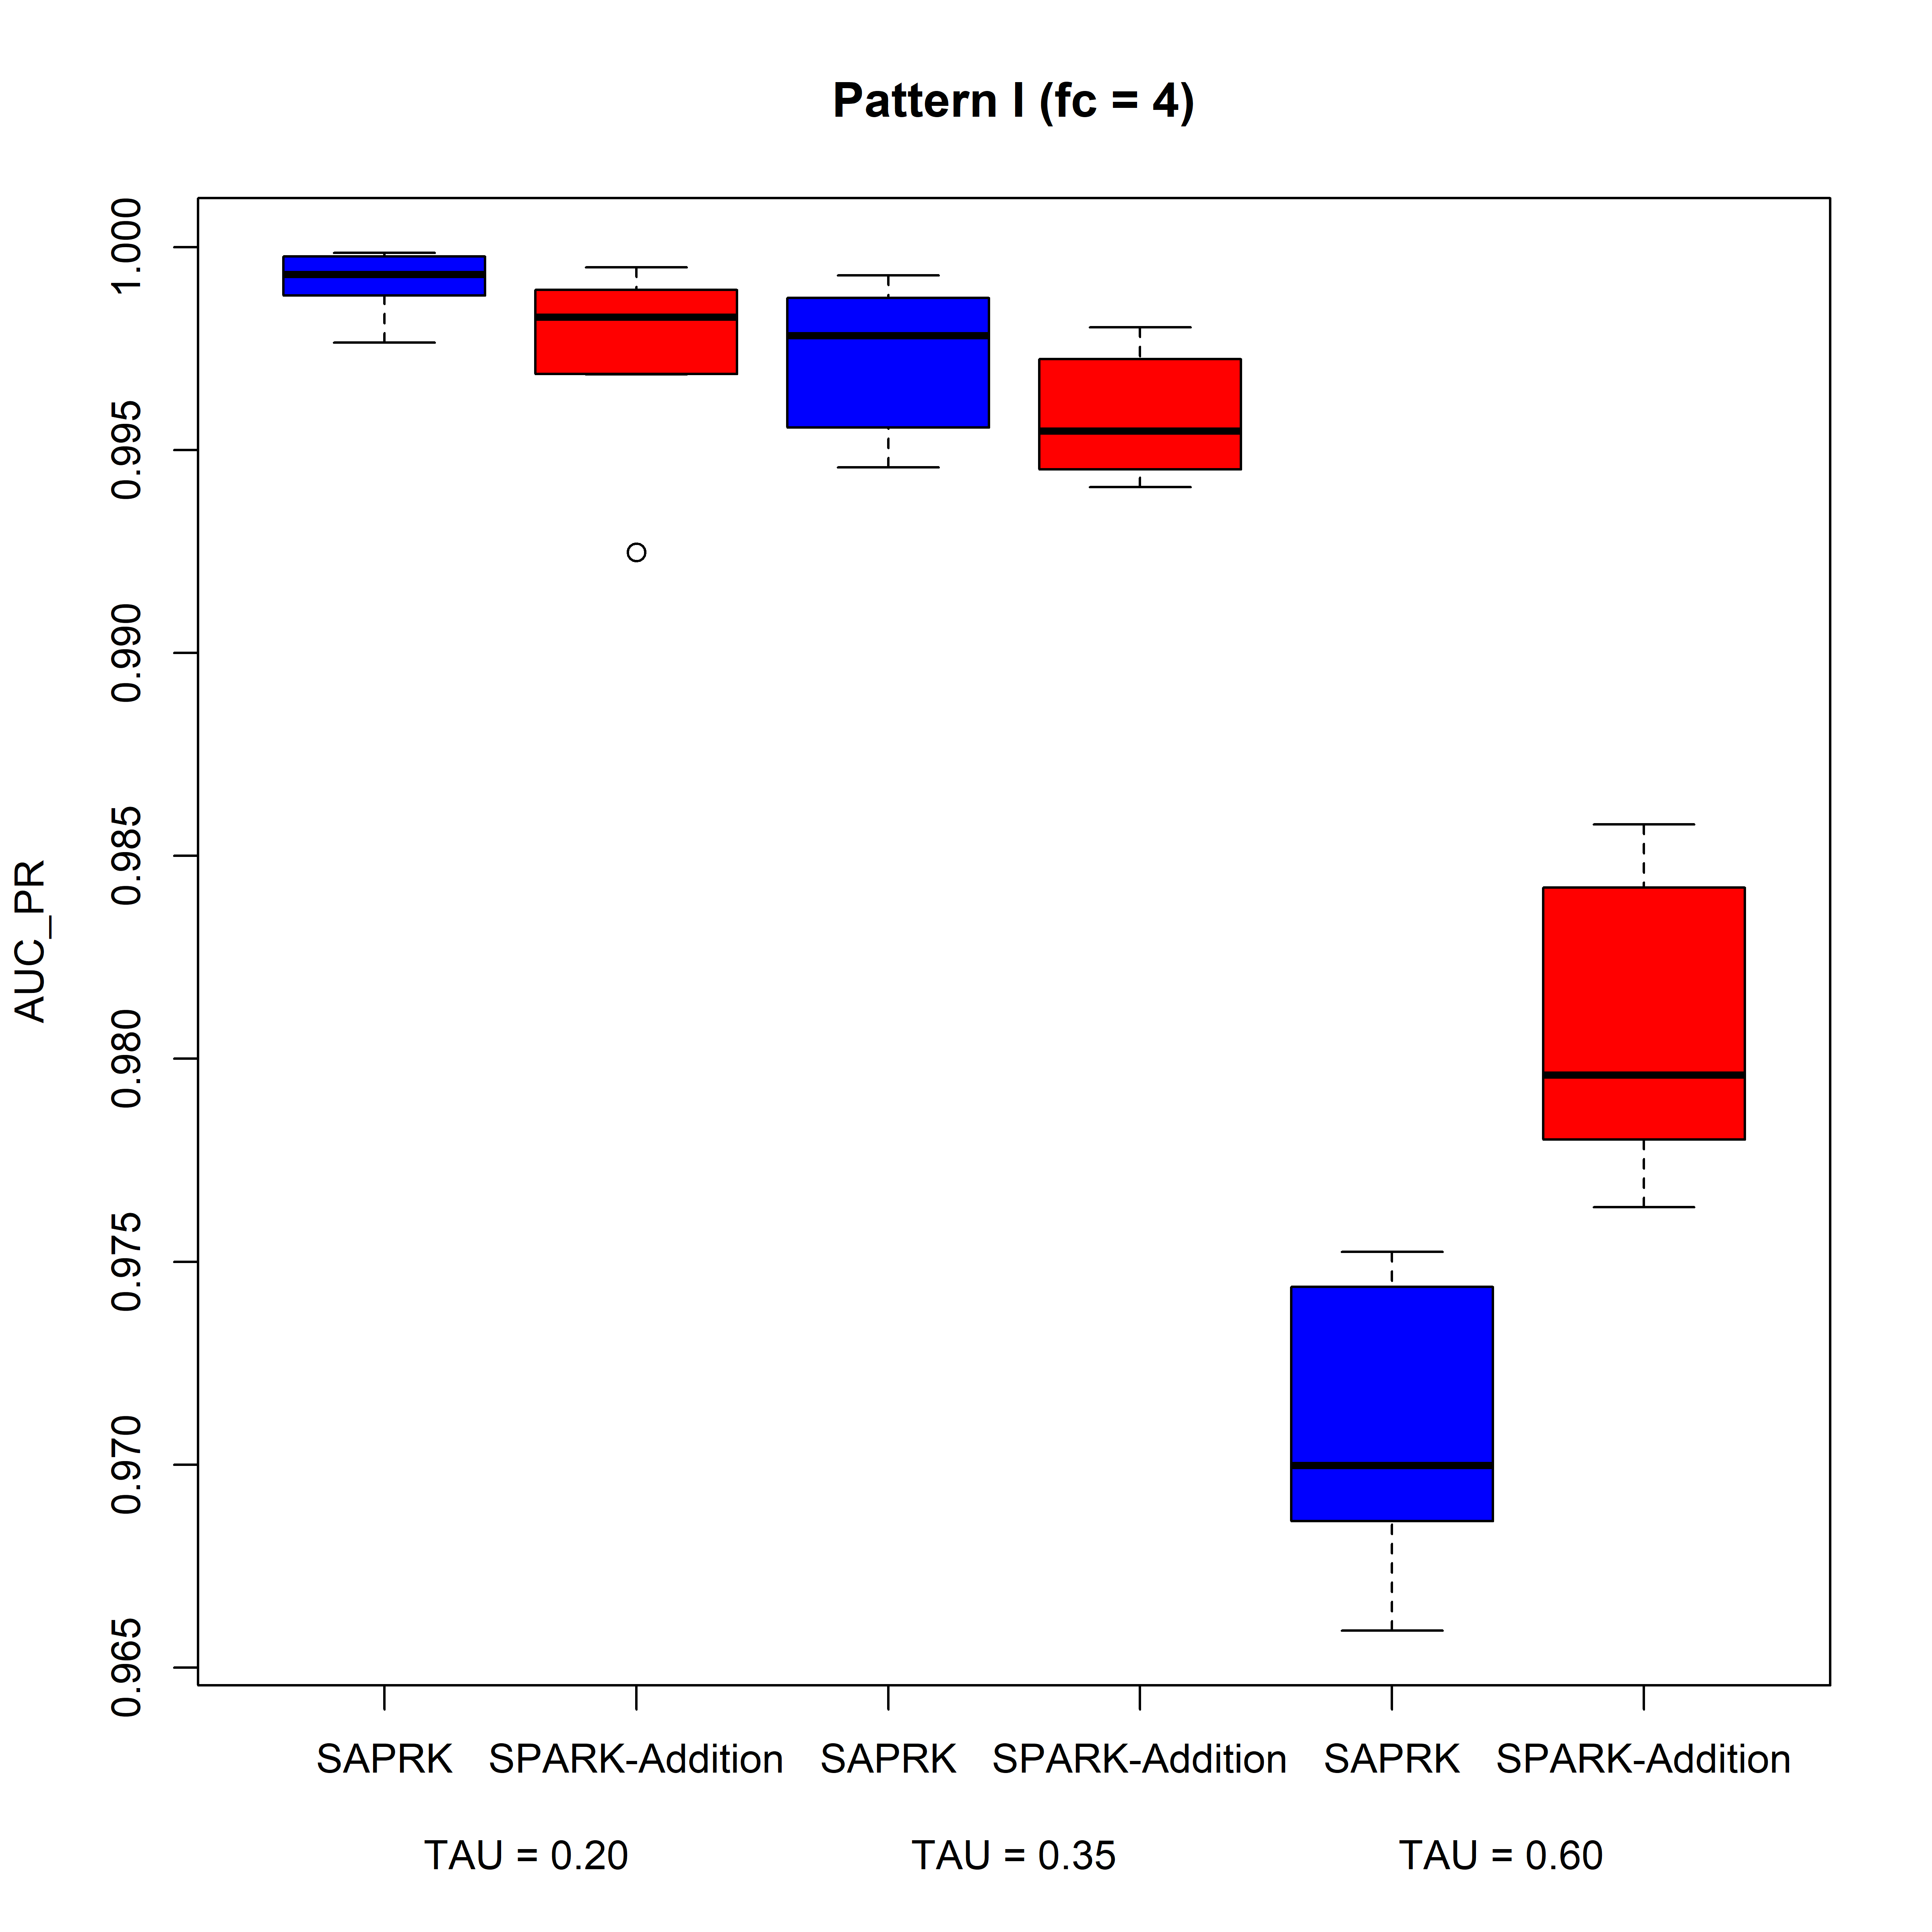 Pattern I (fc = 4)
AUC_PR
1.000
0.995
0.990
0.985
0.980
0.975
0.970
0.965
SAPRK SPARK-Addition SAPRK SPARK-Addition SAPRK SPARK-Addition
TAU = 0.20 TAU = 0.35 TAU = 0.60